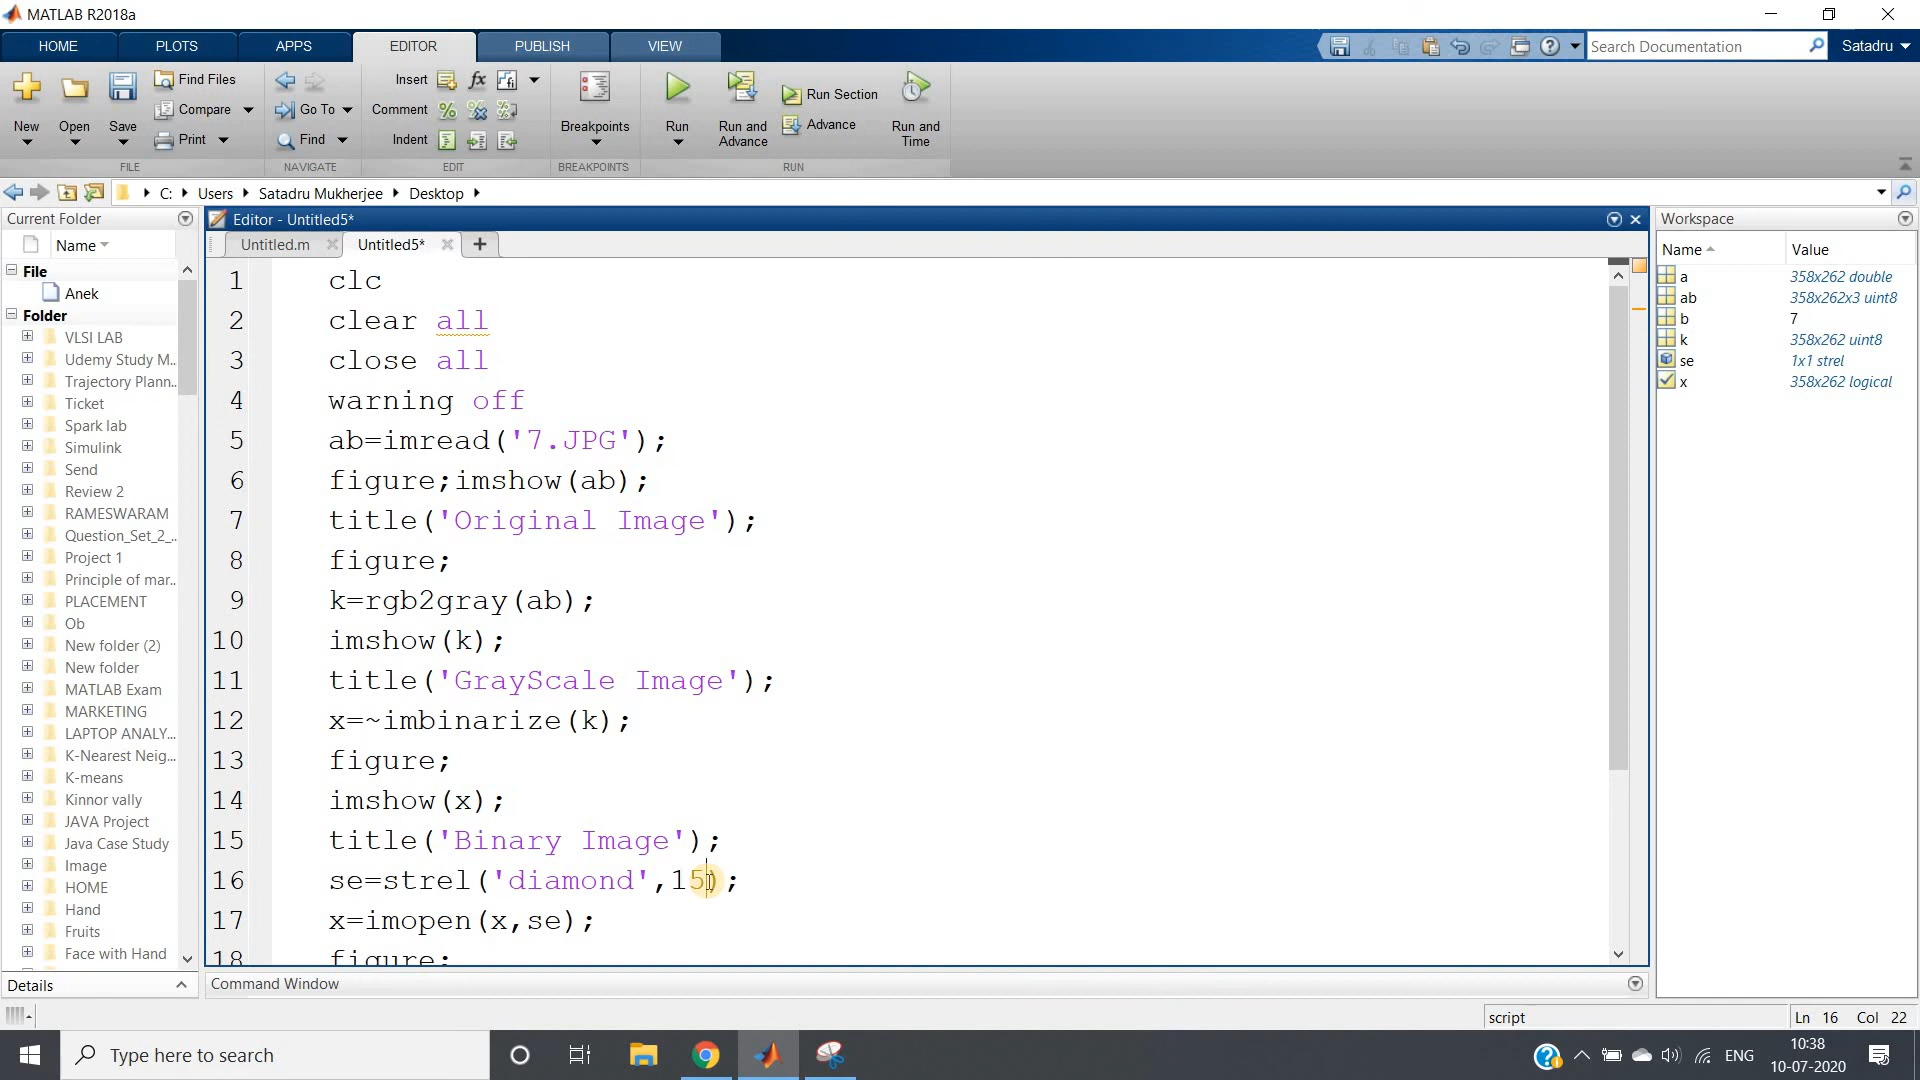 MATLAB R2018a
HOME PLOTS APPS EDITOR PUBLISH VIEW
Search Documentation Satadru
New Open Save Find Files Compare Print
Go To Find
Insert fx
Comment
Indent
Breakpoints Run Run and Advance Run Section Advance Run and Time
FILE NAVIGATE EDIT BREAKPOINTS RUN
C: Users Satadru Mukherjee Desktop
Current Folder
Name
File
Anek
Folder
VLSI LAB
Udemy Study M..
Trajectory Plann..
Ticket
Spark lab
Simulink
Send
Review 2
RAMESWARAM
Question_Set_2_..
Project 1
Principle of mar..
PLACEMENT
Ob
New folder (2)
New folder
MATLAB Exam
MARKETING
LAPTOP ANALY...
K-Nearest Neig...
K-means
Kinnor vally
JAVA Project
Java Case Study
Image
HOME
Hand
Fruits
Face with Hand
Details
Editor - Untitled5*
Untitled.m Untitled5*
1 clc
2 clear all
3 close all
4 warning off
5 ab=imread('7.JPG');
6 figure;imshow(ab);
7 title('Original Image');
8 figure;
9 k=rgb2gray(ab);
10 imshow(k);
11 title('GrayScale Image');
12 x=~imbinarize(k);
13 figure;
14 imshow(x);
15 title('Binary Image');
16 se=strel('diamond',15);
17 x=imopen(x,se);
18 figure;
Command Window
Workspace
Name Value
a 358x262 double
ab 358x262x3 uint8
b 7
k 358x262 uint8
se 1x1 strel
x 358x262 logical
script Ln 16 Col 22
Type here to search
ENG
10:38
10-07-2020